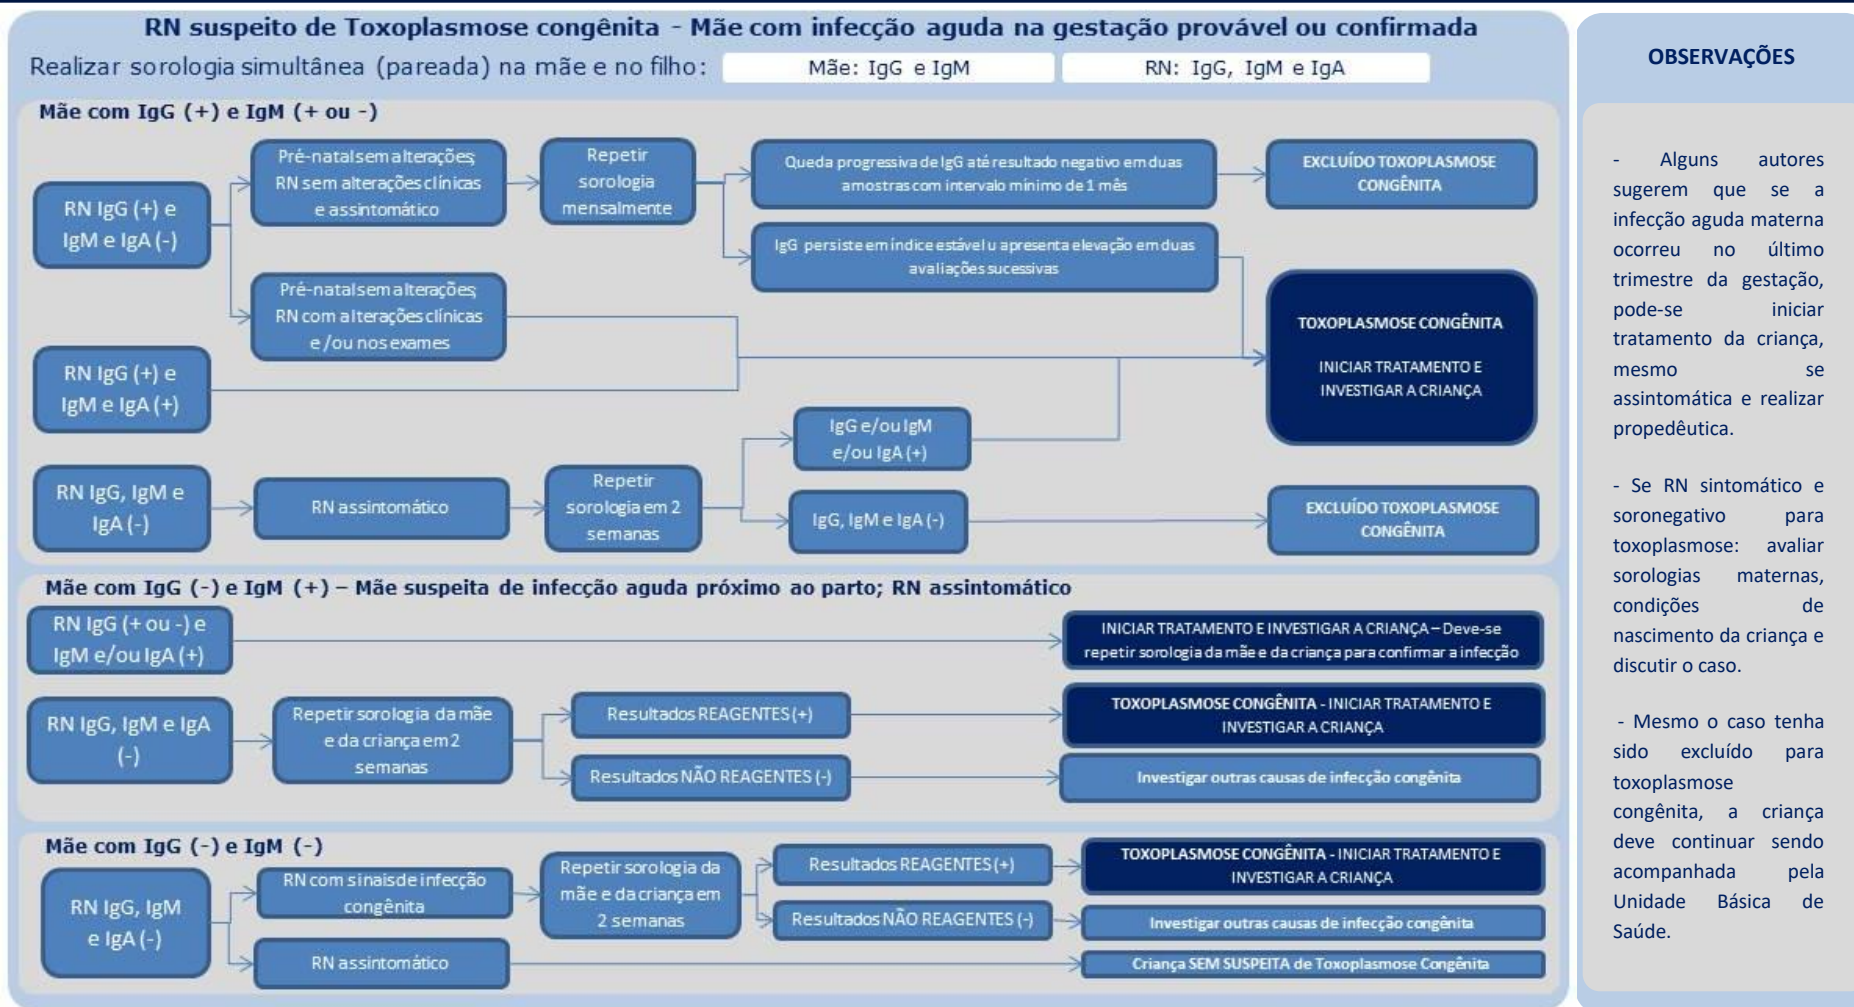 RN suspeito de Toxoplasmose congênita - Mãe com infecção aguda na gestação provável ou confirmada
Realizar sorologia simultânea (pareada) na mãe e no filho:
Mãe: IgG e IgM
RN: IgG, IgM e IgA
Mãe com IgG (+) e IgM (+ ou -)
RN IgG (+) e
IgM e IgA (-)
Pré-natal sem alterações;
RN sem alterações clínicas
e assintomático
Repetir
sorologia
mensalmente
Queda progressiva de IgG até resultado negativo em duas
amostras com intervalo mínimo de 1 mês
EXCLUÍDO TOXOPLASMOSE
CONGÊNITA
IgG persiste em índice estável u apresenta elevação em duas
avaliações sucessivas
Pré-natal sem alterações;
RN com alterações clínicas
e /ou nos exames
TOXOPLASMOSE CONGÊNITA
INICIAR TRATAMENTO E
INVESTIGAR A CRIANÇA
RN IgG (+) e
IgM e IgA (+)
RN IgG, IgM e
IgA (-)
RN assintomático
Repetir
sorologia em 2
semanas
IgG e/ou IgM
e/ou IgA (+)
IgG, IgM e IgA (-)
EXCLUÍDO TOXOPLASMOSE
CONGÊNITA
Mãe com IgG (-) e IgM (+) – Mãe suspeita de infecção aguda próximo ao parto; RN assintomático
RN IgG (+ ou -) e
IgM e/ou IgA (+)
INICIAR TRATAMENTO E INVESTIGAR A CRIANÇA – Deve-se
repetir sorologia da mãe e da criança para confirmar a infecção
RN IgG, IgM e IgA
(-)
Repetir sorologia da mãe
e da criança em 2
semanas
Resultados REAGENTES (+)
TOXOPLASMOSE CONGÊNITA - INICIAR TRATAMENTO E
INVESTIGAR A CRIANÇA
Resultados NÃO REAGENTES (-)
Investigar outras causas de infecção congênita
Mãe com IgG (-) e IgM (-)
RN IgG, IgM
e IgA (-)
RN com sinais de infecção
congênita
Repetir sorologia da
mãe e da criança em
2 semanas
Resultados REAGENTES (+)
TOXOPLASMOSE CONGÊNITA - INICIAR TRATAMENTO E
INVESTIGAR A CRIANÇA
Resultados NÃO REAGENTES (-)
Investigar outras causas de infecção congênita
RN assintomático
Criança SEM SUSPEITA de Toxoplasmose Congênita
OBSERVAÇÕES
- Alguns autores
sugerem que se a
infecção aguda materna
ocorreu no último
trimestre da gestação,
pode-se iniciar
tratamento da criança,
mesmo se
assintomática e realizar
propedêutica.
- Se RN sintomático e
soronegativo para
toxoplasmose: avaliar
sorologias maternas,
condições de
nascimento da criança e
discutir o caso.
- Mesmo o caso tenha
sido excluído para
toxoplasmose
congênita, a criança
deve continuar sendo
acompanhada pela
Unidade Básica de
Saúde.